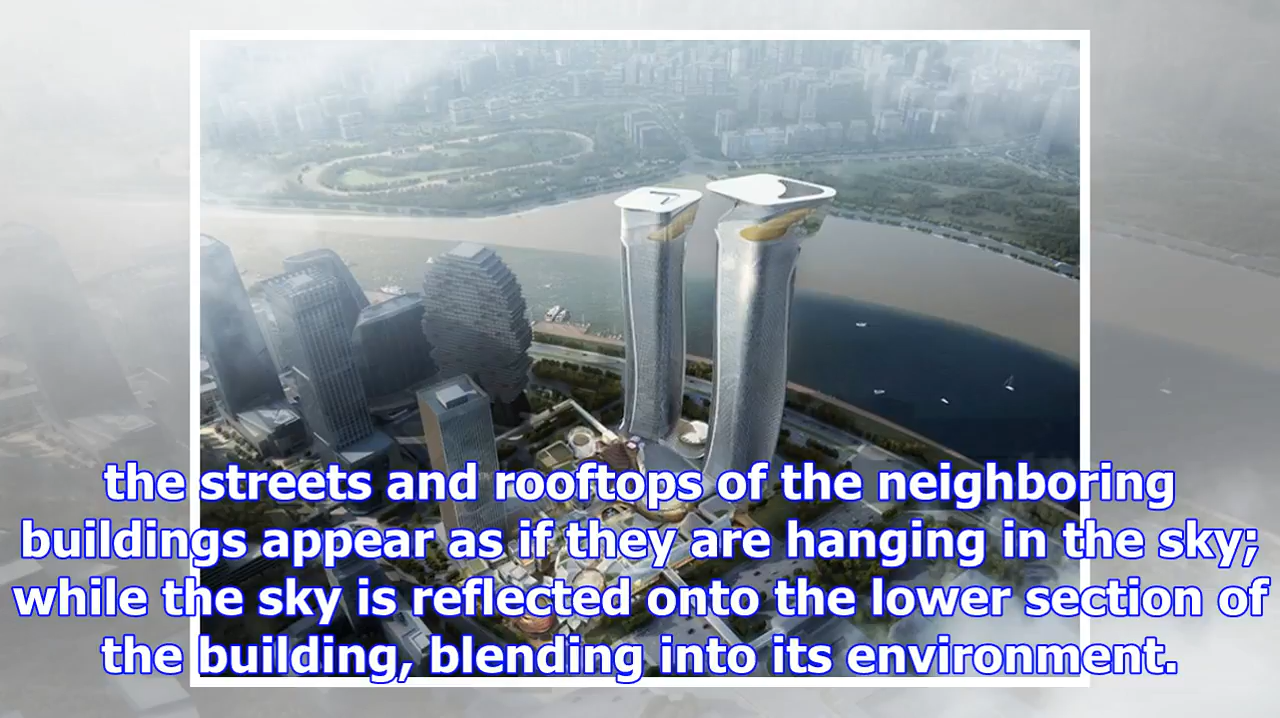 the streets and rooftops of the neighboring
buildings appear as if they are hanging in the sky;
while the sky is reflected onto the lower section of
the building, blending into its environment.